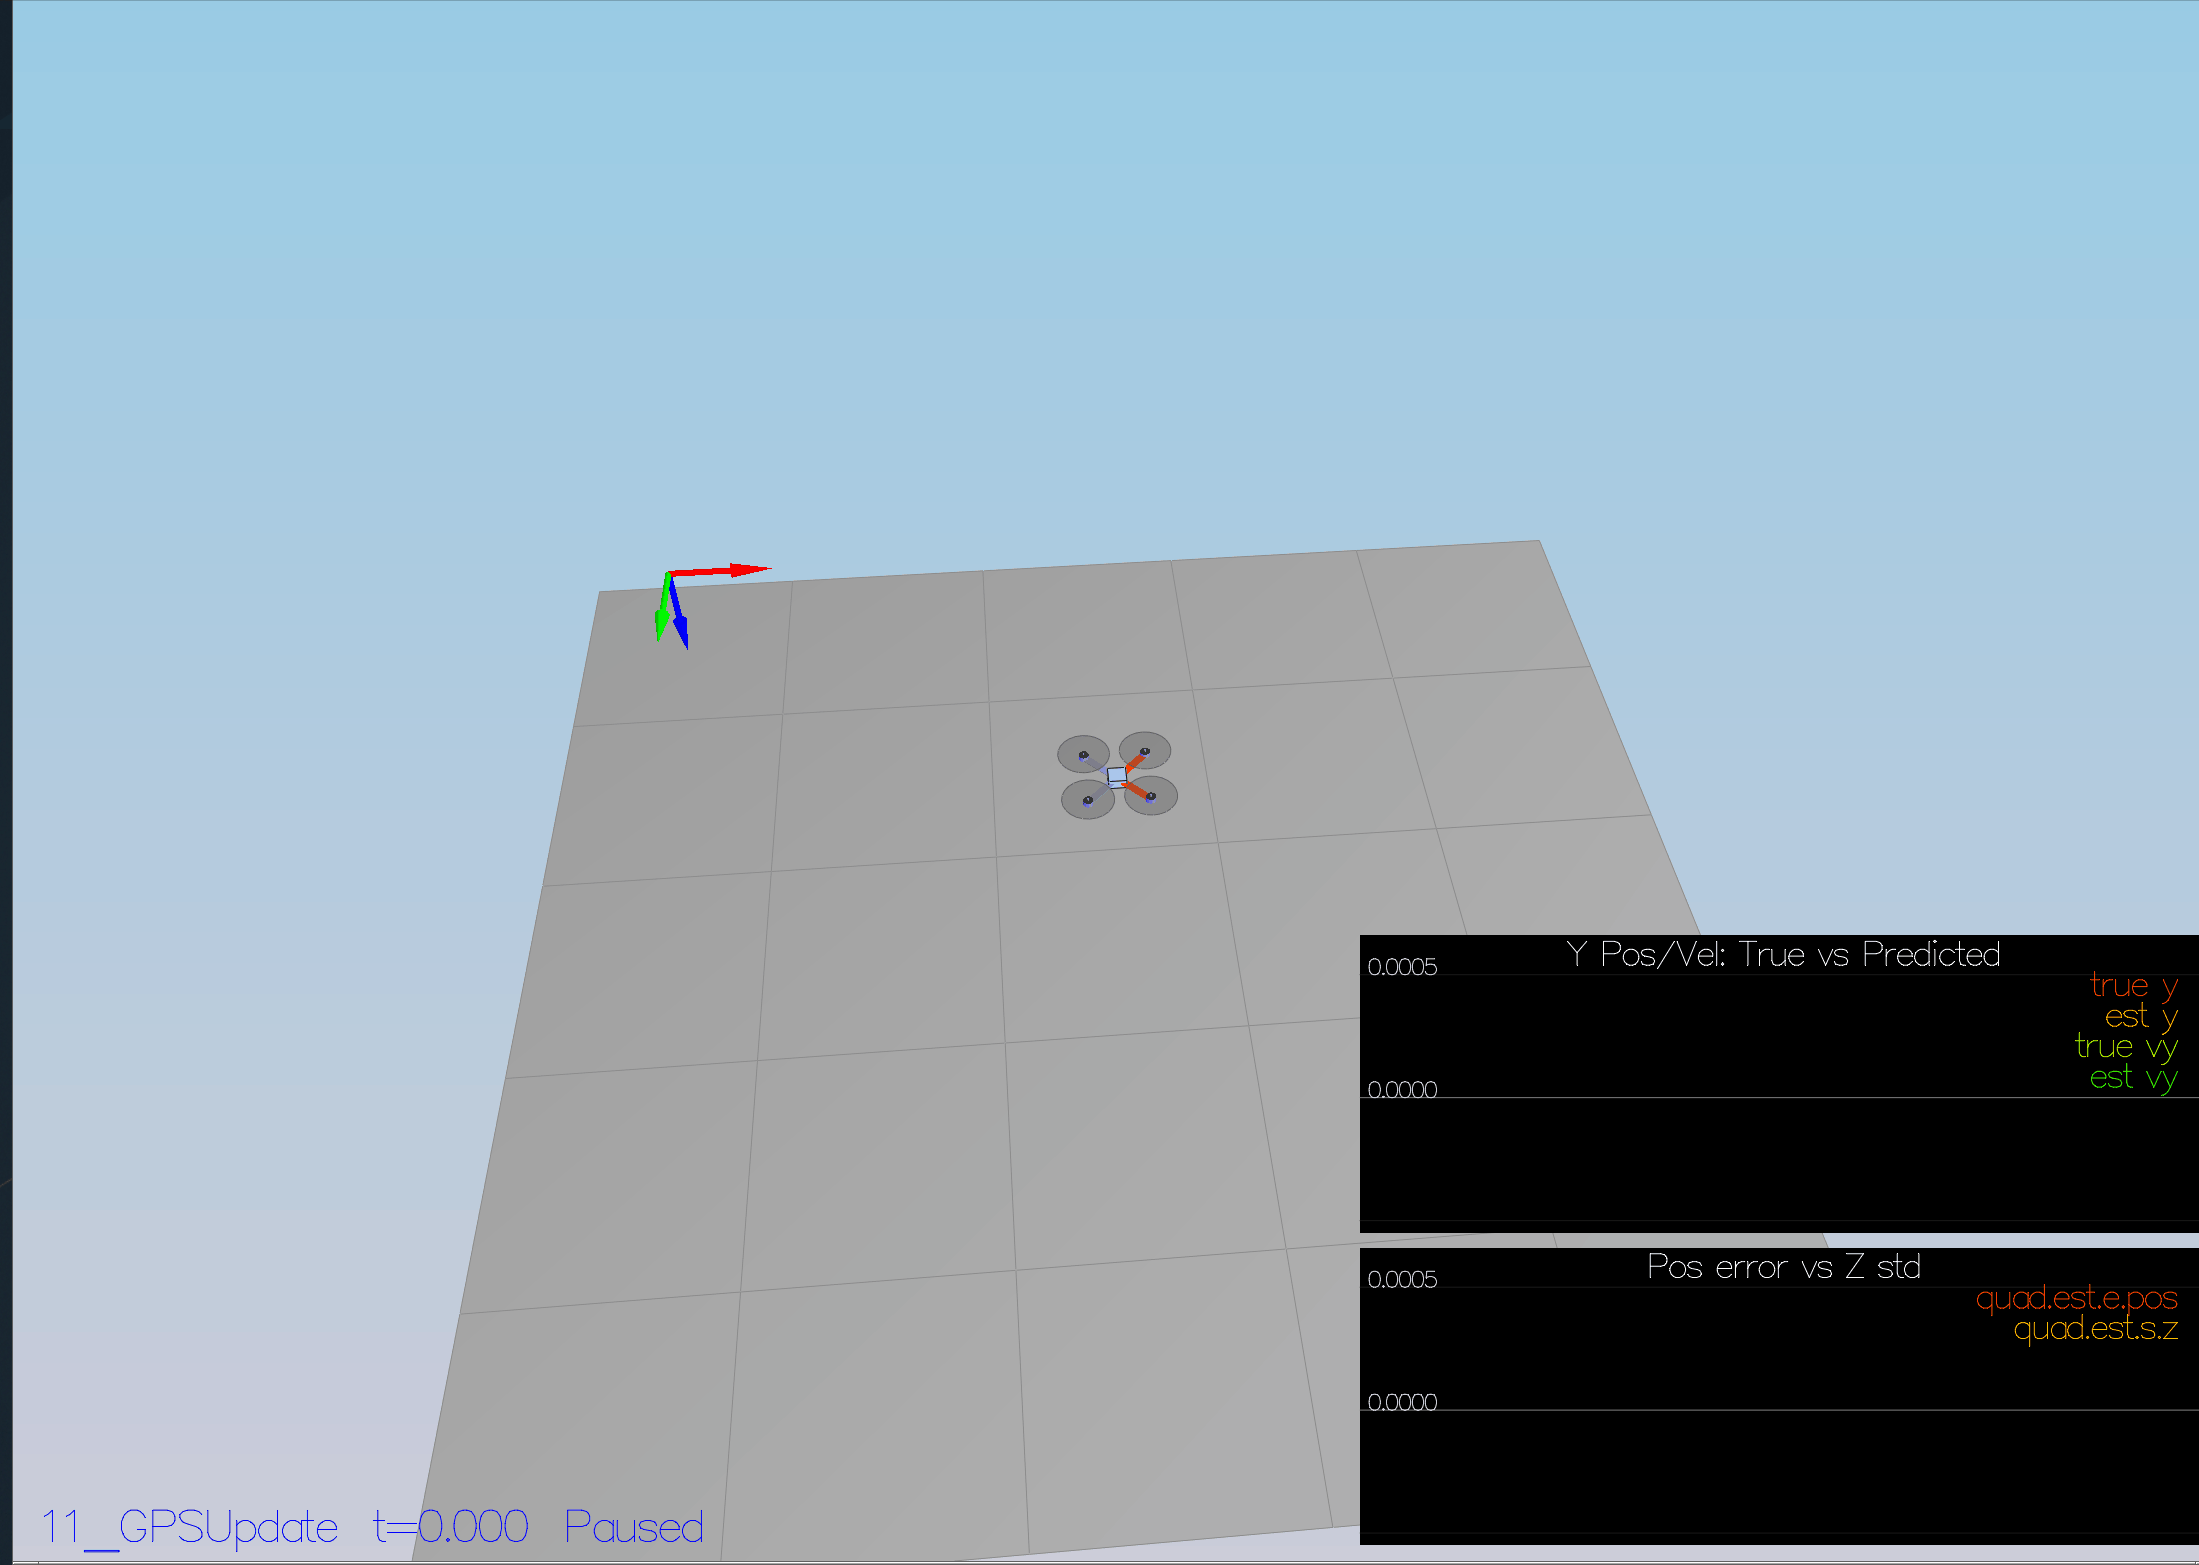 Y Pos/Vel: True vs Predicted
0.0005
true y
est y
true vy
est vy
0.0000
Pos error vs Z std
0.0005
quad.est.e.pos
quad.est.s.z
0.0000
11_GPSUpdate t=0.000 Paused